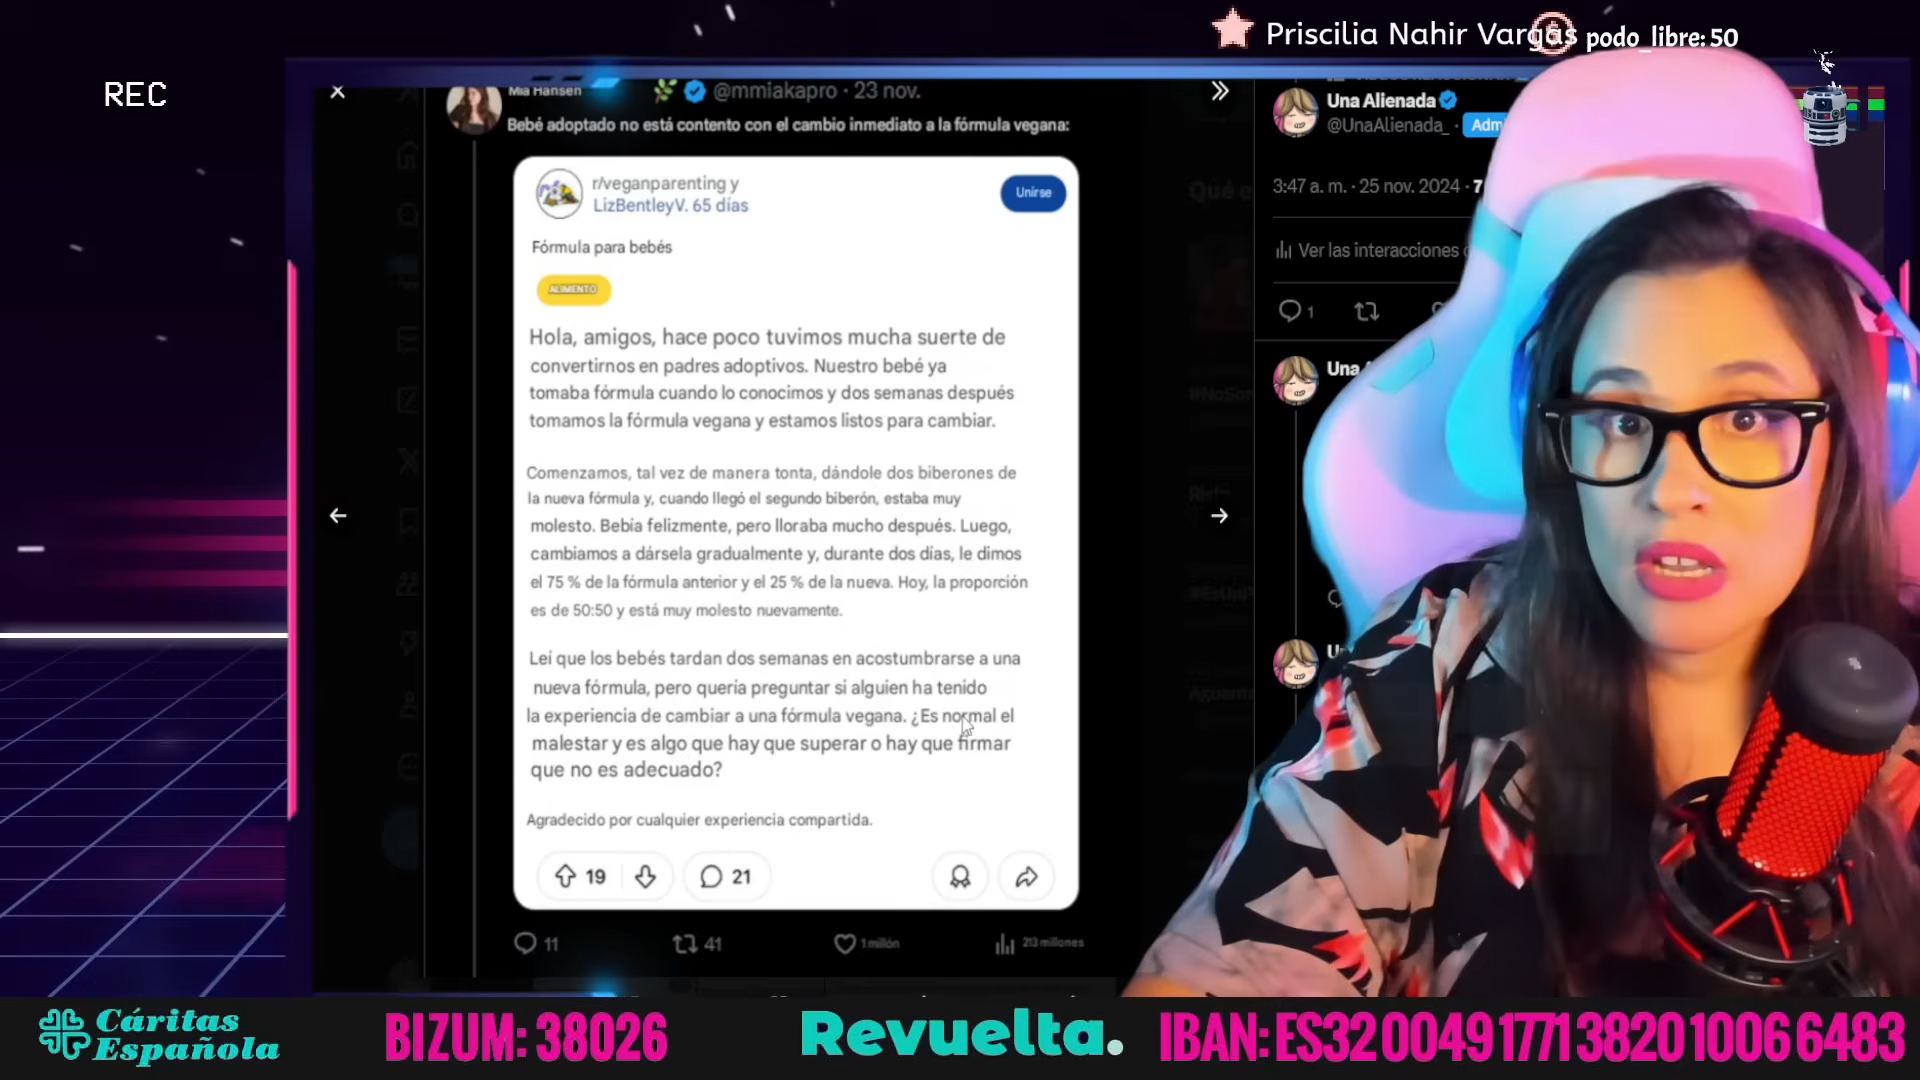 Priscilia Nahir Vargas
podo_libre: 50
REC
Mia Hansen @mmiakapro · 23 nov.
Bebé adoptado no está contento con el cambio inmediato a la fórmula vegana:
r/veganparenting y
LizBentleyV. 65 días
Unirse
Fórmula para bebés
ALIMENTO
Hola, amigos, hace poco tuvimos mucha suerte de
convertirnos en padres adoptivos. Nuestro bebé ya
tomaba fórmula cuando lo conocimos y dos semanas después
tomamos la fórmula vegana y estamos listos para cambiar.
Comenzamos, tal vez de manera tonta, dándole dos biberones de
la nueva fórmula y, cuando llegó el segundo biberón, estaba muy
molesto. Bebía felizmente, pero lloraba mucho después. Luego,
cambiamos a dársela gradualmente y, durante dos días, le dimos
el 75 % de la fórmula anterior y el 25 % de la nueva. Hoy, la proporción
es de 50:50 y está muy molesto nuevamente.
Leí que los bebés tardan dos semanas en acostumbrarse a una
nueva fórmula, pero quería preguntar si alguien ha tenido
la experiencia de cambiar a una fórmula vegana. ¿Es normal el
malestar y es algo que hay que superar o hay que firmar
que no es adecuado?
Agradecido por cualquier experiencia compartida.
19
21
11
41
1 millón
213 millones
Una Alienada
@UnaAlienada_ · Adm
3:47 a. m. · 25 nov. 2024 · 7
Ver las interacciones
1
Una
Cáritas
Española
BIZUM: 38026
Revuelta.
IBAN: ES32 0049 1771 3820 1006 6483